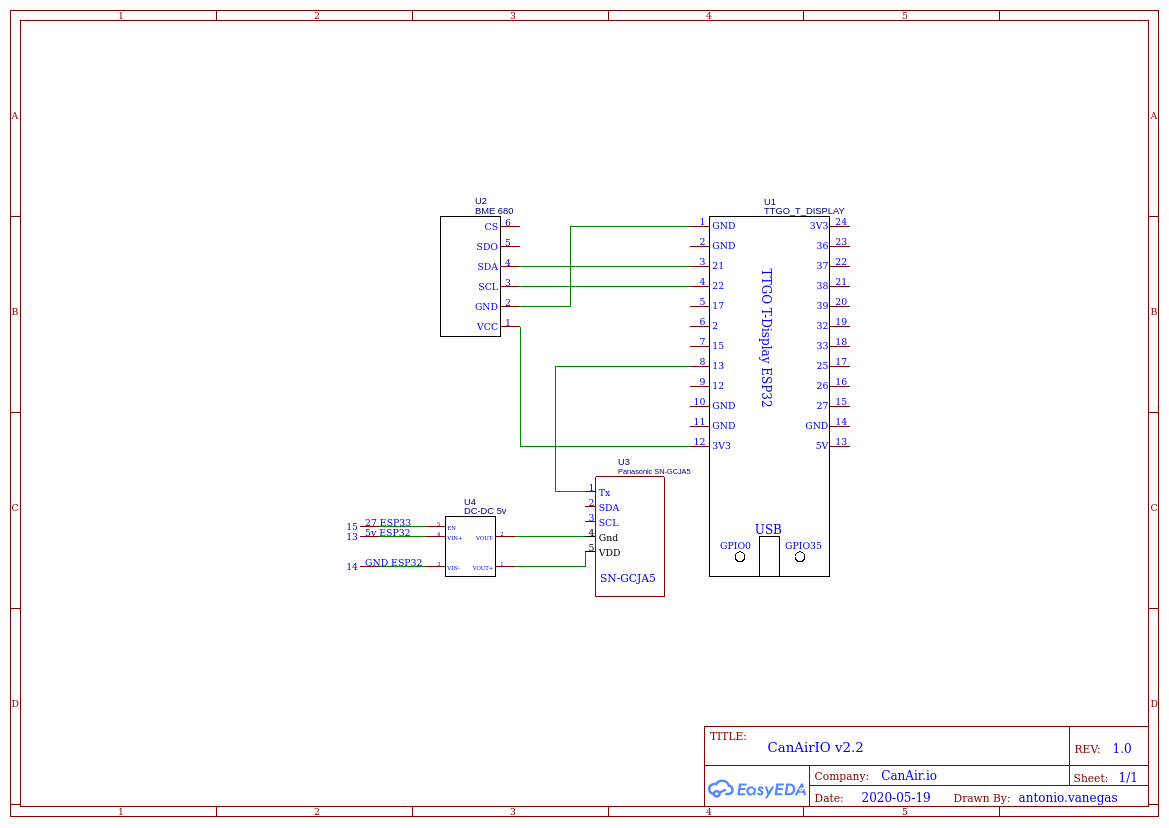 1 2 3 4 5
A A
B B
C C
D D
U2
BME 680
CS 6
SDO 5
SDA 4
SCL 3
GND 2
VCC 1
U1
TTGO_T_DISPLAY
1 GND 3V3 24
2 GND 36 23
3 21 37 22
4 22 38 21
5 17 39 20
6 2 32 19
7 15 33 18
8 13 25 17
9 12 26 16
10 GND 27 15
11 GND GND 14
12 3V3 5V 13
TTGO T-Display ESP32
USB
GPIO0 GPIO35
U3
Panasonic SN-GCJA5
1 Tx
2 SDA
3 SCL
4 Gnd
5 VDD
SN-GCJA5
U4
DC-DC 5v
15 27 ESP33 5 EN
13 5v ESP32 4 VIN+ VOUT- 2
14 GND ESP32 3 VIN- VOUT+ 1
TITLE:
CanAirIO v2.2
REV: 1.0
EasyEDA
Company: CanAir.io
Sheet: 1/1
Date: 2020-05-19 Drawn By: antonio.vanegas
1 2 3 4 5